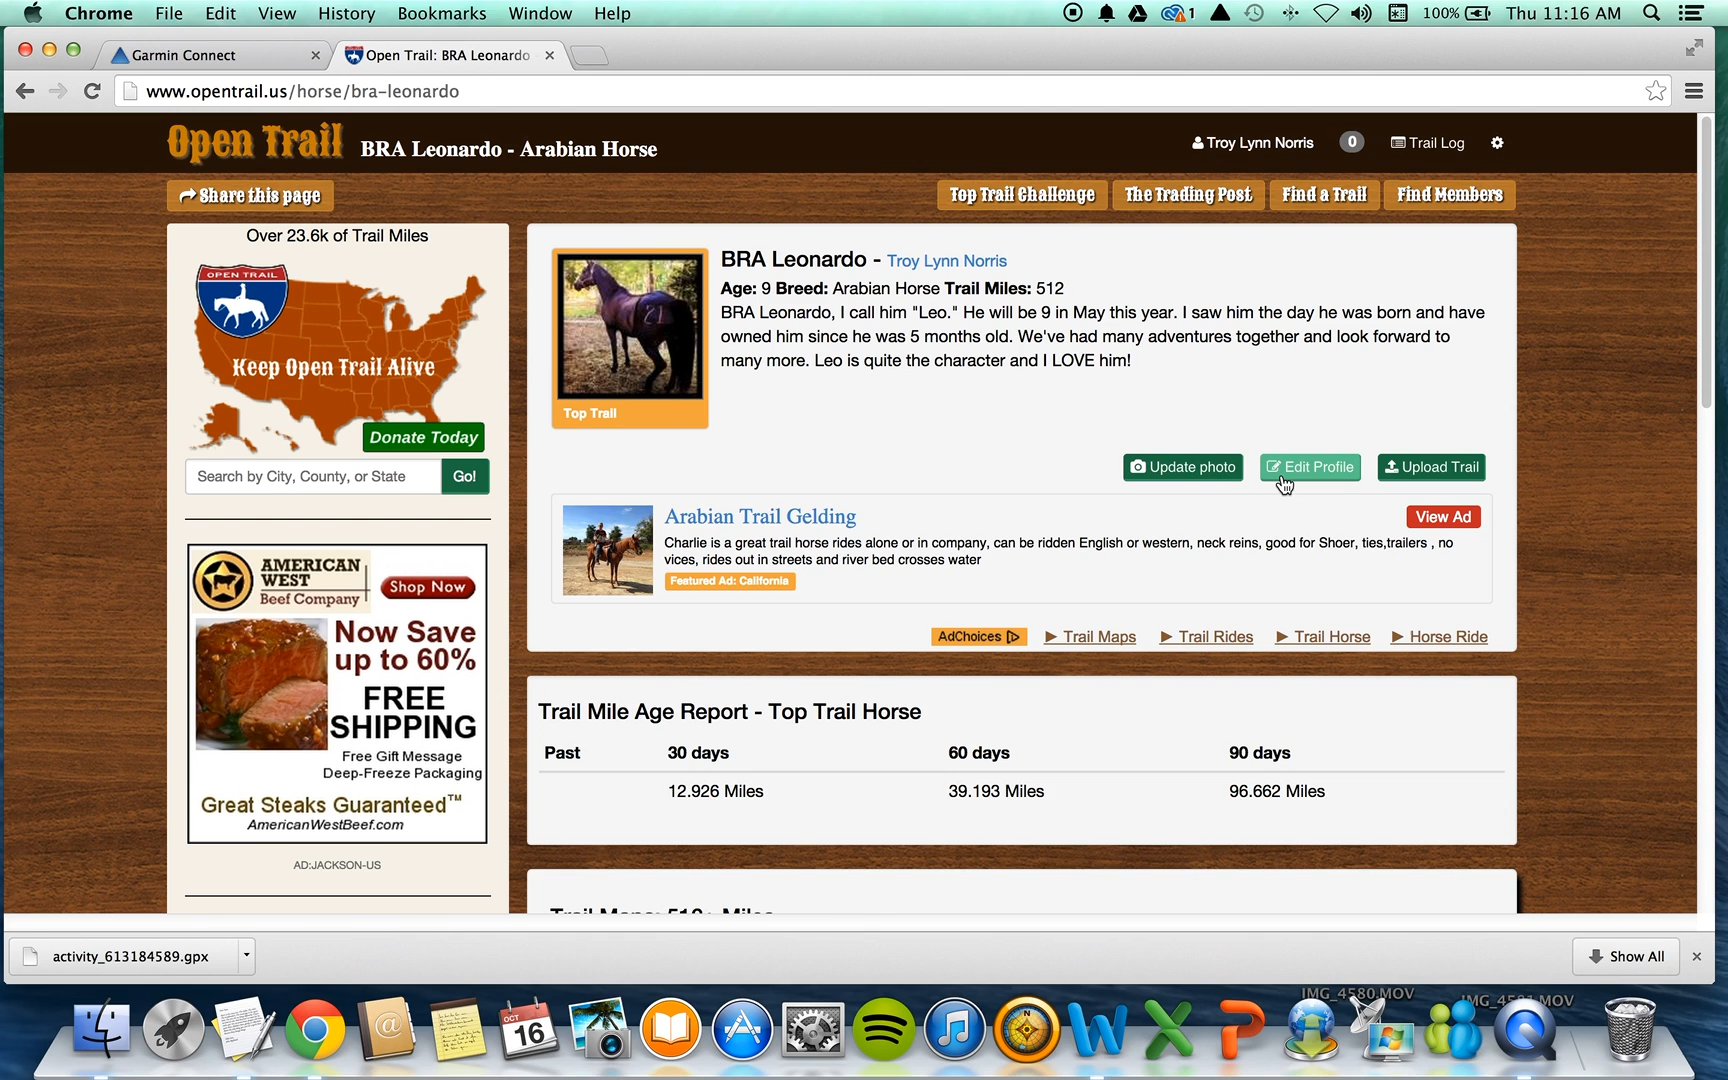 Chrome File Edit View History Bookmarks Window Help
1 100% Thu 11:16 AM
Garmin Connect
Open Trail: BRA Leonardo
www.opentrail.us/horse/bra-leonardo
Open Trail BRA Leonardo - Arabian Horse
Troy Lynn Norris 0 Trail Log
Share this page
Top Trail Challenge The Trading Post Find a Trail Find Members
Over 23.6k of Trail Miles
OPEN TRAIL
Keep Open Trail Alive
Donate Today
Search by City, County, or State Go!
AMERICAN
WEST
Beef Company
Shop Now
Now Save
up to 60%
FREE
SHIPPING
Free Gift Message
Deep-Freeze Packaging
Great Steaks Guaranteed™
AmericanWestBeef.com
AD:JACKSON-US
21
Top Trail
BRA Leonardo - Troy Lynn Norris
Age: 9 Breed: Arabian Horse Trail Miles: 512
BRA Leonardo, I call him "Leo." He will be 9 in May this year. I saw him the day he was born and have
owned him since he was 5 months old. We've had many adventures together and look forward to
many more. Leo is quite the character and I LOVE him!
Update photo Edit Profile Upload Trail
Arabian Trail Gelding
View Ad
Charlie is a great trail horse rides alone or in company, can be ridden English or western, neck reins, good for Shoer, ties,trailers , no
vices, rides out in streets and river bed crosses water
Featured Ad: California
AdChoices Trail Maps Trail Rides Trail Horse Horse Ride
Trail Mile Age Report - Top Trail Horse
Past 30 days 60 days 90 days
12.926 Miles 39.193 Miles 96.662 Miles
Trail Maps: 512+ Miles
activity_613184589.gpx
Show All
IMG_4580.MOV
IMG_4581.MOV
OCT
16